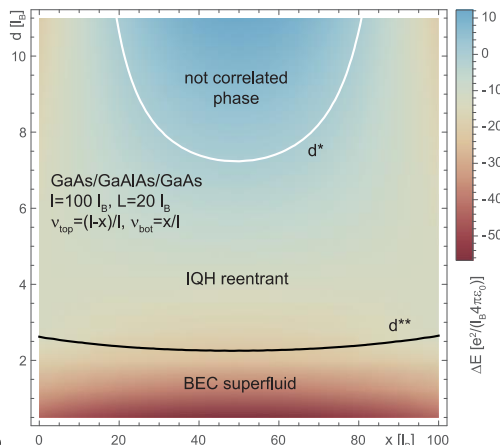 d [l_B]
10
8
6
4
2
0
20
40
60
80
x [l_B]
100
not correlated
phase
d*
GaAs/GaAlAs/GaAs
l=100 l_B, L=20 l_B
ν_top=(l-x)/l, ν_bot=x/l
IQH reentrant
d**
BEC superfluid
10
0
-10
-20
-30
-40
-50
ΔE [e²/(l_B4πε₀)]